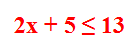 2x + 5 ≤ 13